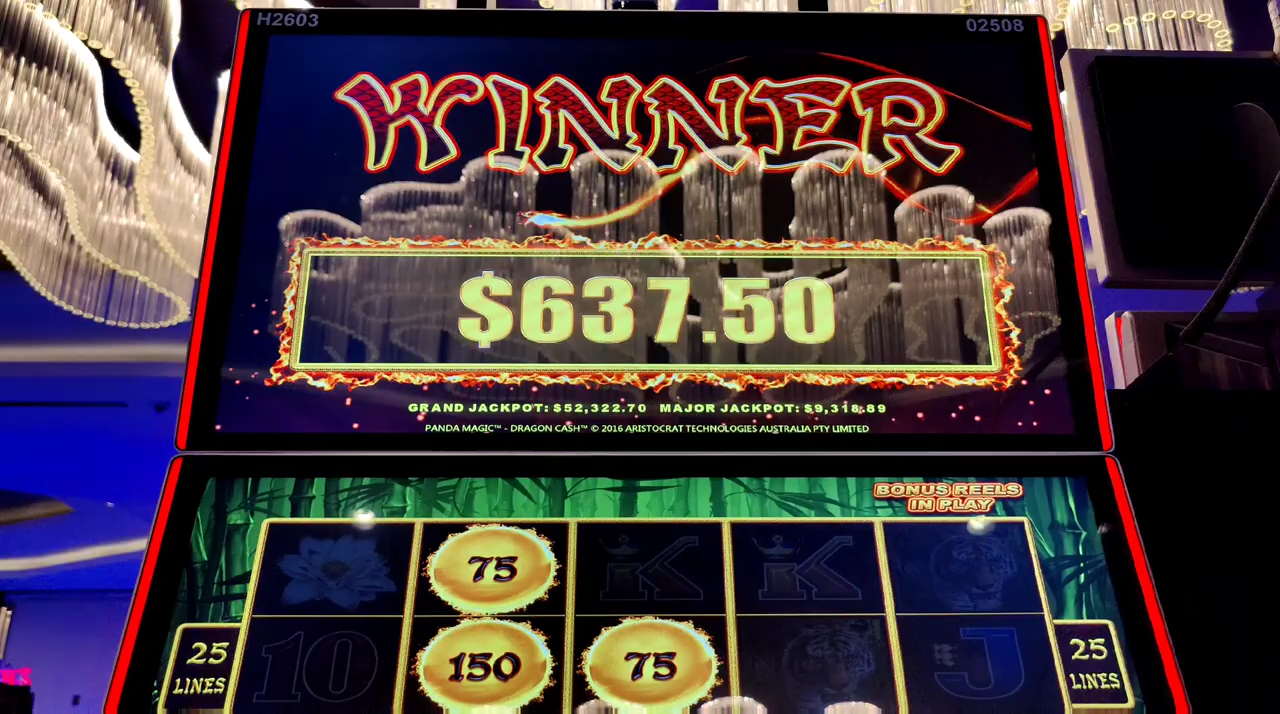 H2603
02508
WINNER
$637.50
GRAND JACKPOT: $52,322.70 MAJOR JACKPOT: $9,318.89
PANDA MAGIC™ - DRAGON CASH™ © 2016 ARISTOCRAT TECHNOLOGIES AUSTRALIA PTY LIMITED
BONUS REELS
IN PLAY
75
K
K
25
LINES
10
150
75
J
25
LINES